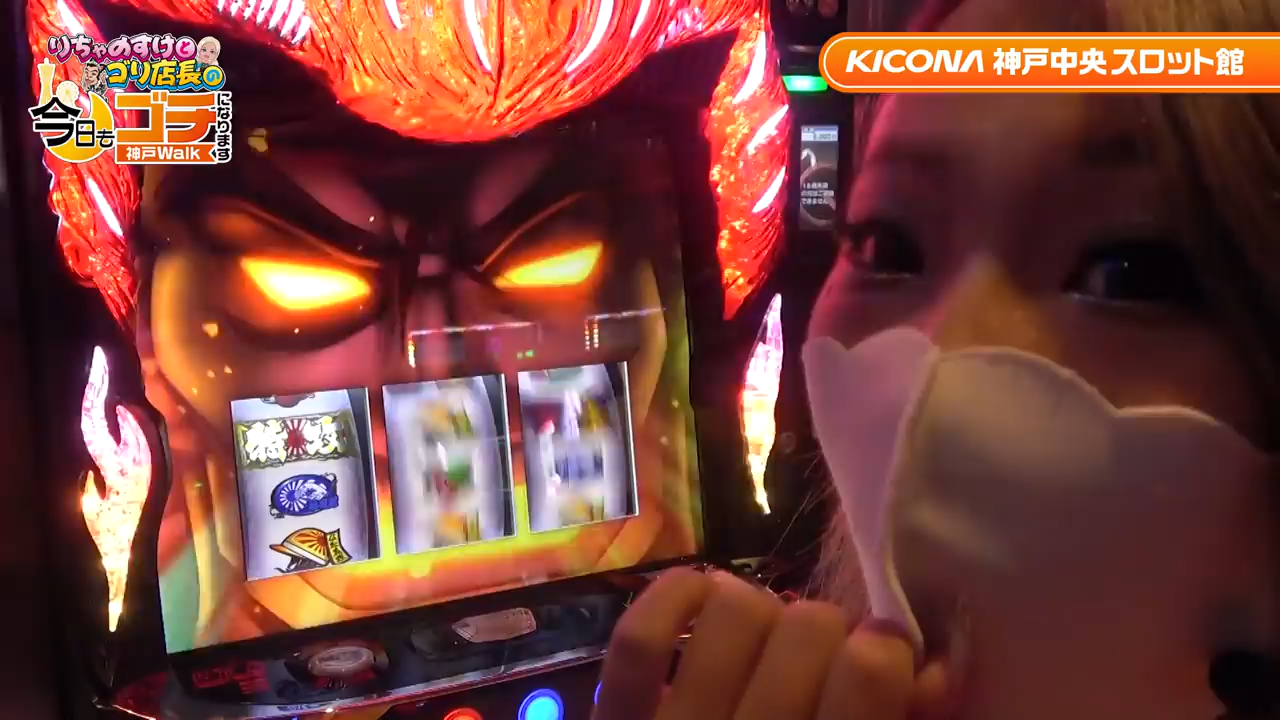 りちゃめすけと
ゴリ店長の
今日もゴチになります
神戸Walk
KICONA 神戸中央スロット館